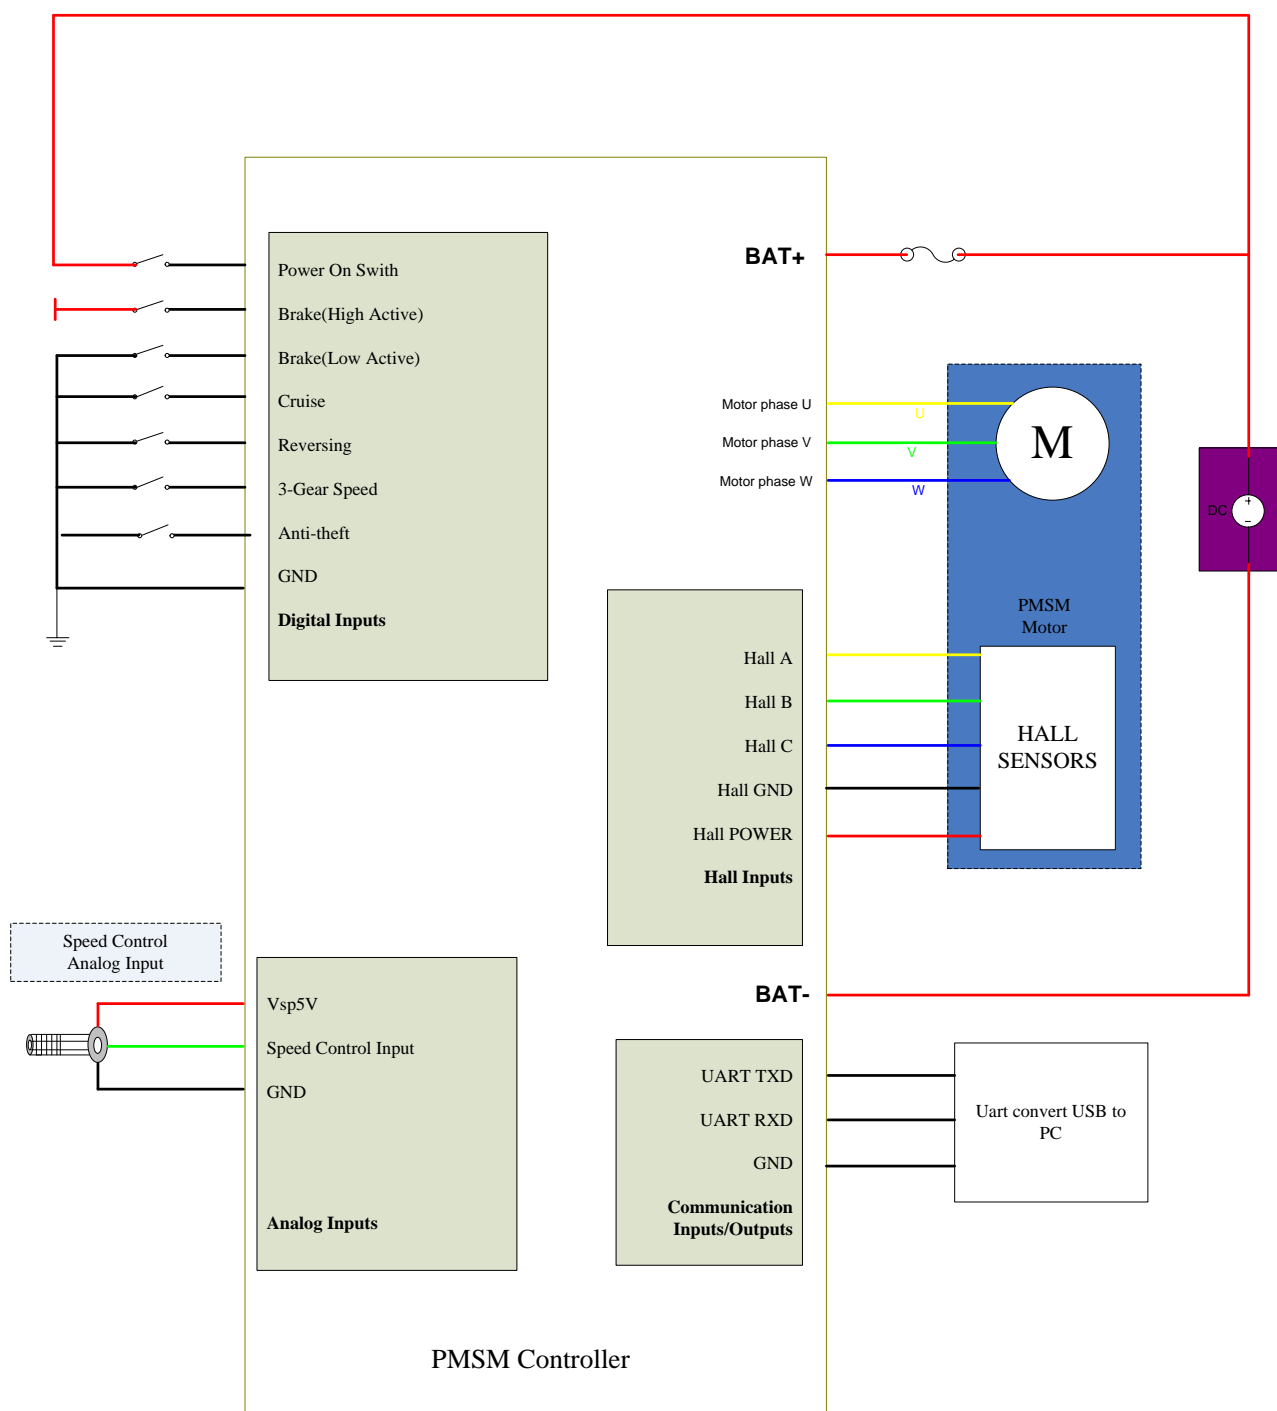 Power On Swith
Brake(High Active)
Brake(Low Active)
Cruise
Reversing
3-Gear Speed
Anti-theft
GND
Digital Inputs
BAT+
Motor phase U
Motor phase V
Motor phase W
U
V
W
M
DC
+
−
PMSM
Motor
Hall A
Hall B
Hall C
Hall GND
Hall POWER
Hall Inputs
HALL
SENSORS
Speed Control
Analog Input
Vsp5V
Speed Control Input
GND
Analog Inputs
BAT-
UART TXD
UART RXD
GND
Communication
Inputs/Outputs
Uart convert USB to
PC
PMSM Controller